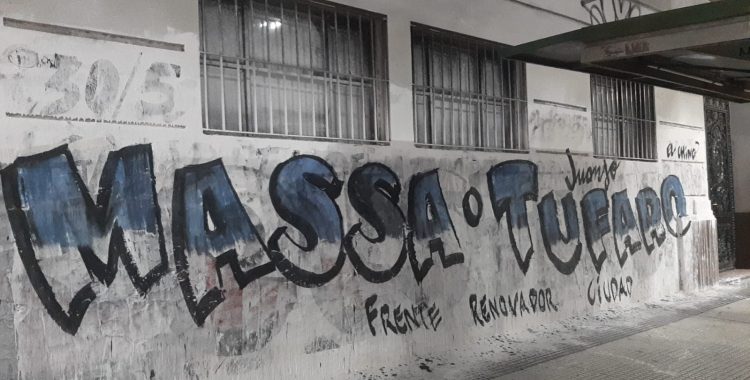 30/5
Juanjo
MASSA o TUFARO
el chino
FRENTE RENOVADOR CIUDAD